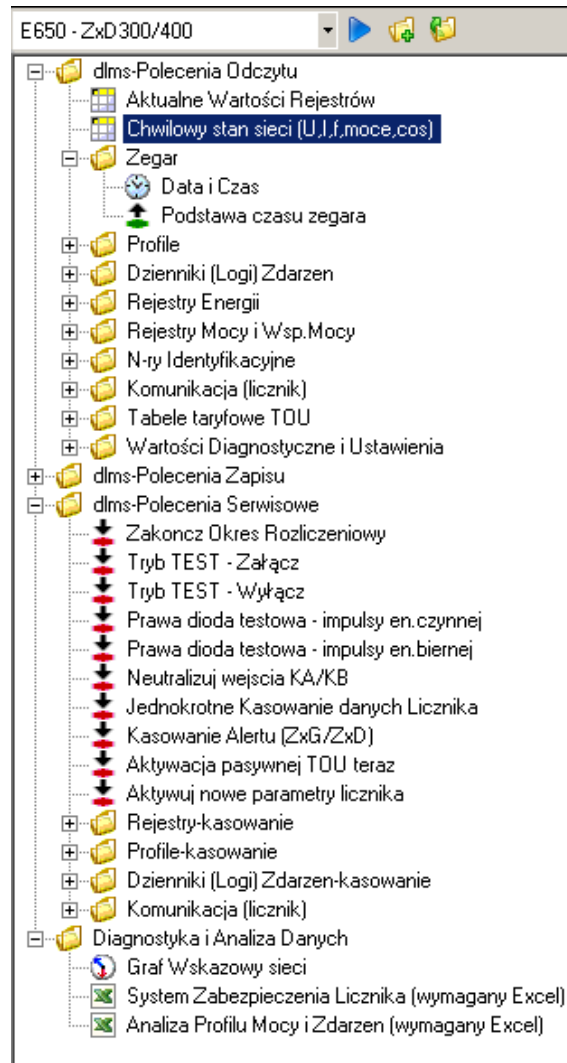 E650 - ZxD300/400
dlms-Polecenia Odczytu
Aktualne Wartości Rejestrów
Chwilowy stan sieci (U,I,f,moce,cos)
Zegar
Data i Czas
Podstawa czasu zegara
Profile
Dzienniki (Logi) Zdarzen
Rejestry Energii
Rejestry Mocy i Wsp.Mocy
N-ry Identyfikacyjne
Komunikacja (licznik)
Tabele taryfowe TOU
Wartości Diagnostyczne i Ustawienia
dlms-Polecenia Zapisu
dlms-Polecenia Serwisowe
Zakoncz Okres Rozliczeniowy
Tryb TEST - Załącz
Tryb TEST - Wyłącz
Prawa dioda testowa - impulsy en.czynnej
Prawa dioda testowa - impulsy en.biernej
Neutralizuj wejscia KA/KB
Jednokrotne Kasowanie danych Licznika
Kasowanie Alertu (ZxG/ZxD)
Aktywacja pasywnej TOU teraz
Aktywuj nowe parametry licznika
Rejestry-kasowanie
Profile-kasowanie
Dzienniki (Logi) Zdarzen-kasowanie
Komunikacja (licznik)
Diagnostyka i Analiza Danych
Graf Wskazowy sieci
System Zabezpieczenia Licznika (wymagany Excel)
Analiza Profilu Mocy i Zdarzen (wymagany Excel)